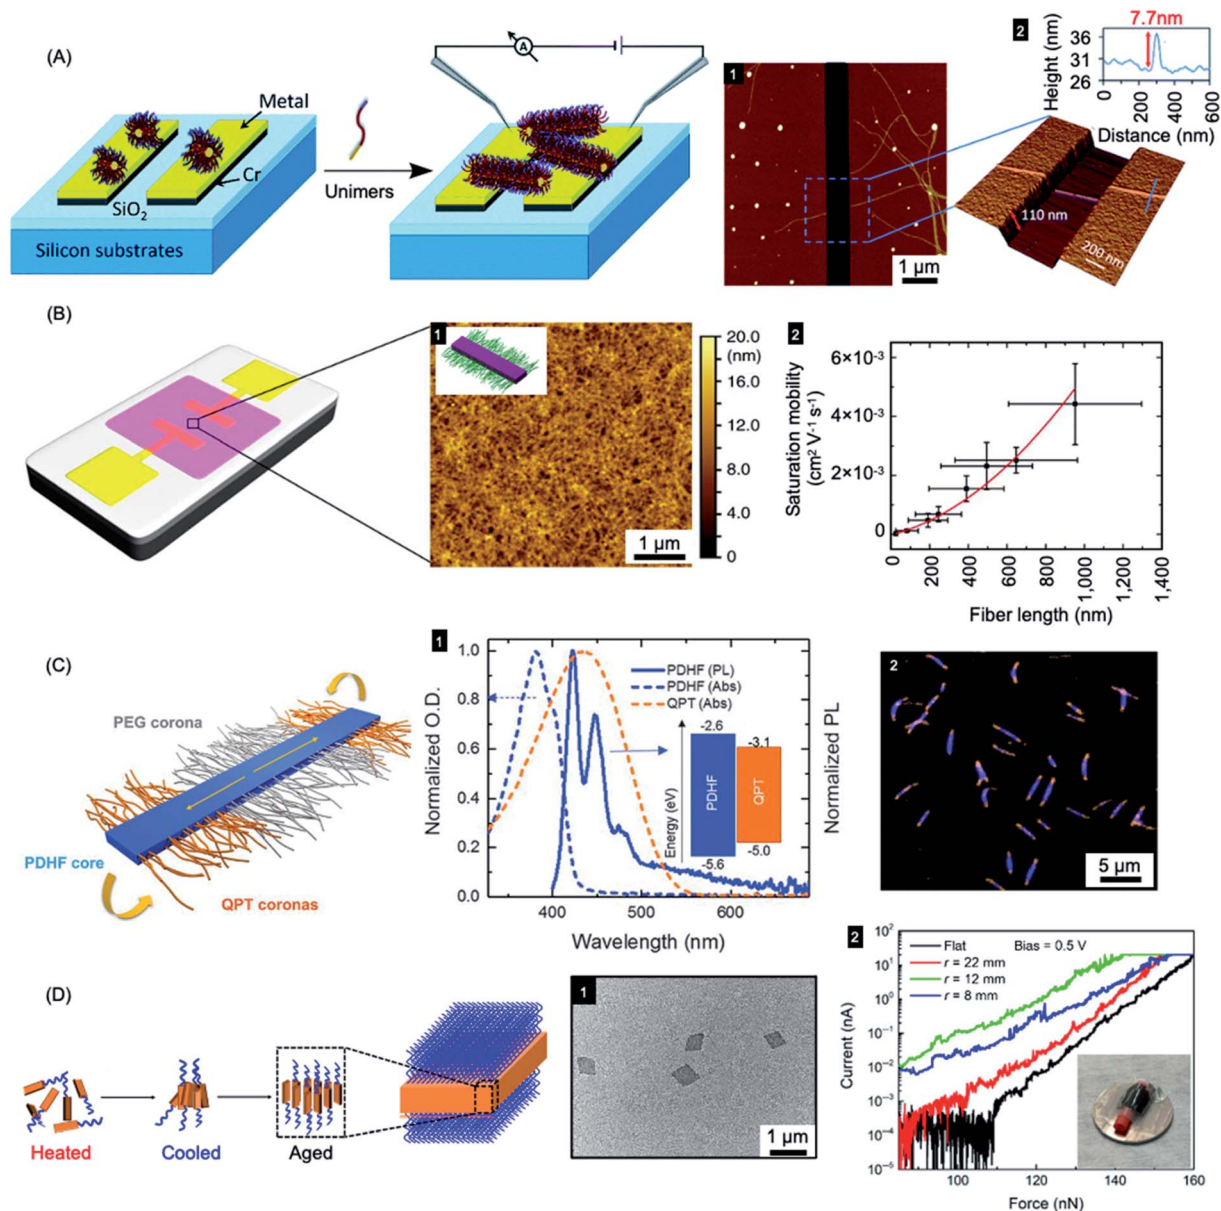 (A)
Metal
Cr
SiO2
Silicon substrates
Unimers
A
1
1 µm
2
7.7nm
Height (nm)
36
31
26
0
200
400
600
Distance (nm)
110 nm
200 nm
(B)
1
20.0
(nm)
16.0
12.0
8.0
4.0
0
1 µm
2
Saturation mobility
(cm² V⁻¹ s⁻¹)
6×10⁻³
4×10⁻³
2×10⁻³
0
0
200
400
600
800
1,000
1,200
1,400
Fiber length (nm)
(C)
PEG corona
PDHF core
QPT coronas
1
Normalized O.D.
1.0
0.8
0.6
0.4
0.2
0.0
PDHF (PL)
PDHF (Abs)
QPT (Abs)
Energy (eV)
-2.6
-3.1
PDHF
QPT
-5.6
-5.0
400
500
600
Wavelength (nm)
Normalized PL
2
5 µm
(D)
Heated
Cooled
Aged
1
1 µm
2
Current (nA)
10²
10¹
10⁰
10⁻¹
10⁻²
10⁻³
10⁻⁴
10⁻⁵
Flat Bias = 0.5 V
r = 22 mm
r = 12 mm
r = 8 mm
100
120
140
160
Force (nN)